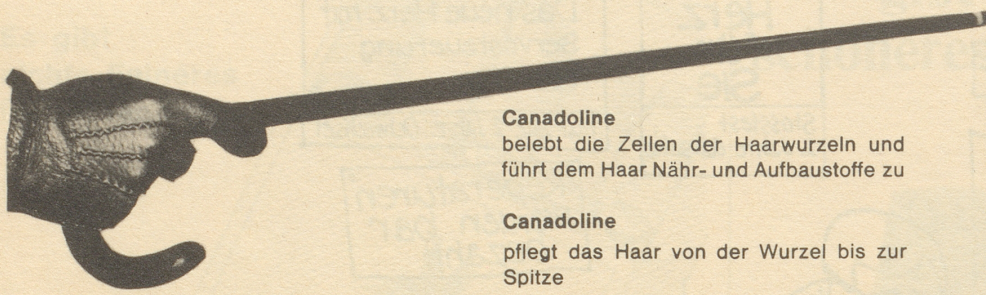 Canadoline
belebt die Zellen der Haarwurzeln und
führt dem Haar Nähr- und Aufbaustoffe zu
Canadoline
pflegt das Haar von der Wurzel bis zur
Spitze